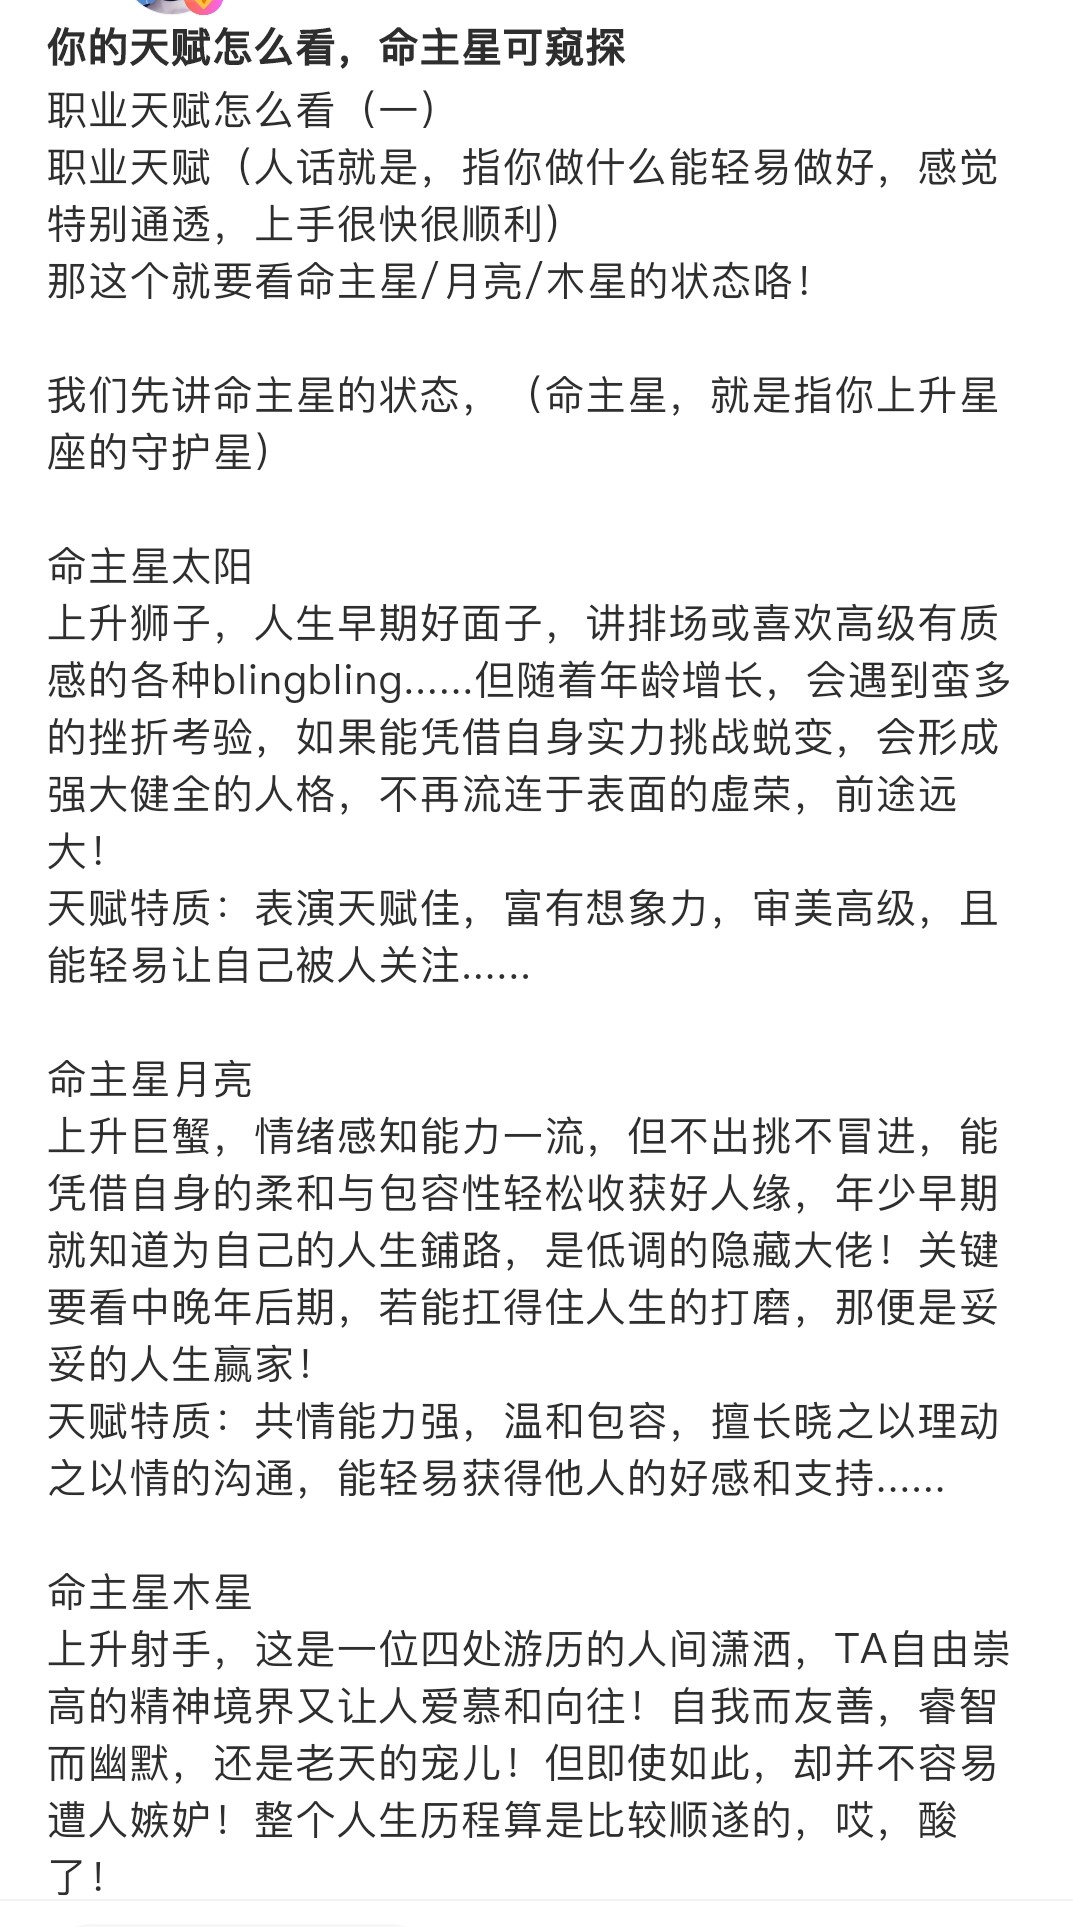 你的天赋怎么看，命主星可窥探
职业天赋怎么看（一）
职业天赋（人话就是，指你做什么能轻易做好，感觉
特别通透，上手很快很顺利）
那这个就要看命主星/月亮/木星的状态咯！
我们先讲命主星的状态，（命主星，就是指你上升星
座的守护星）
命主星太阳
上升狮子，人生早期好面子，讲排场或喜欢高级有质
感的各种blingbling......但随着年龄增长，会遇到蛮多
的挫折考验，如果能凭借自身实力挑战蜕变，会形成
强大健全的人格，不再流连于表面的虚荣，前途远
大！
天赋特质：表演天赋佳，富有想象力，审美高级，且
能轻易让自己被人关注......
命主星月亮
上升巨蟹，情绪感知能力一流，但不出挑不冒进，能
凭借自身的柔和与包容性轻松收获好人缘，年少早期
就知道为自己的人生鋪路，是低调的隐藏大佬！关键
要看中晚年后期，若能扛得住人生的打磨，那便是妥
妥的人生赢家！
天赋特质：共情能力强，温和包容，擅长晓之以理动
之以情的沟通，能轻易获得他人的好感和支持......
命主星木星
上升射手，这是一位四处游历的人间潇洒，TA自由崇
高的精神境界又让人爱慕和向往！自我而友善，睿智
而幽默，还是老天的宠儿！但即使如此，却并不容易
遭人嫉妒！整个人生历程算是比较顺遂的，哎，酸
了！